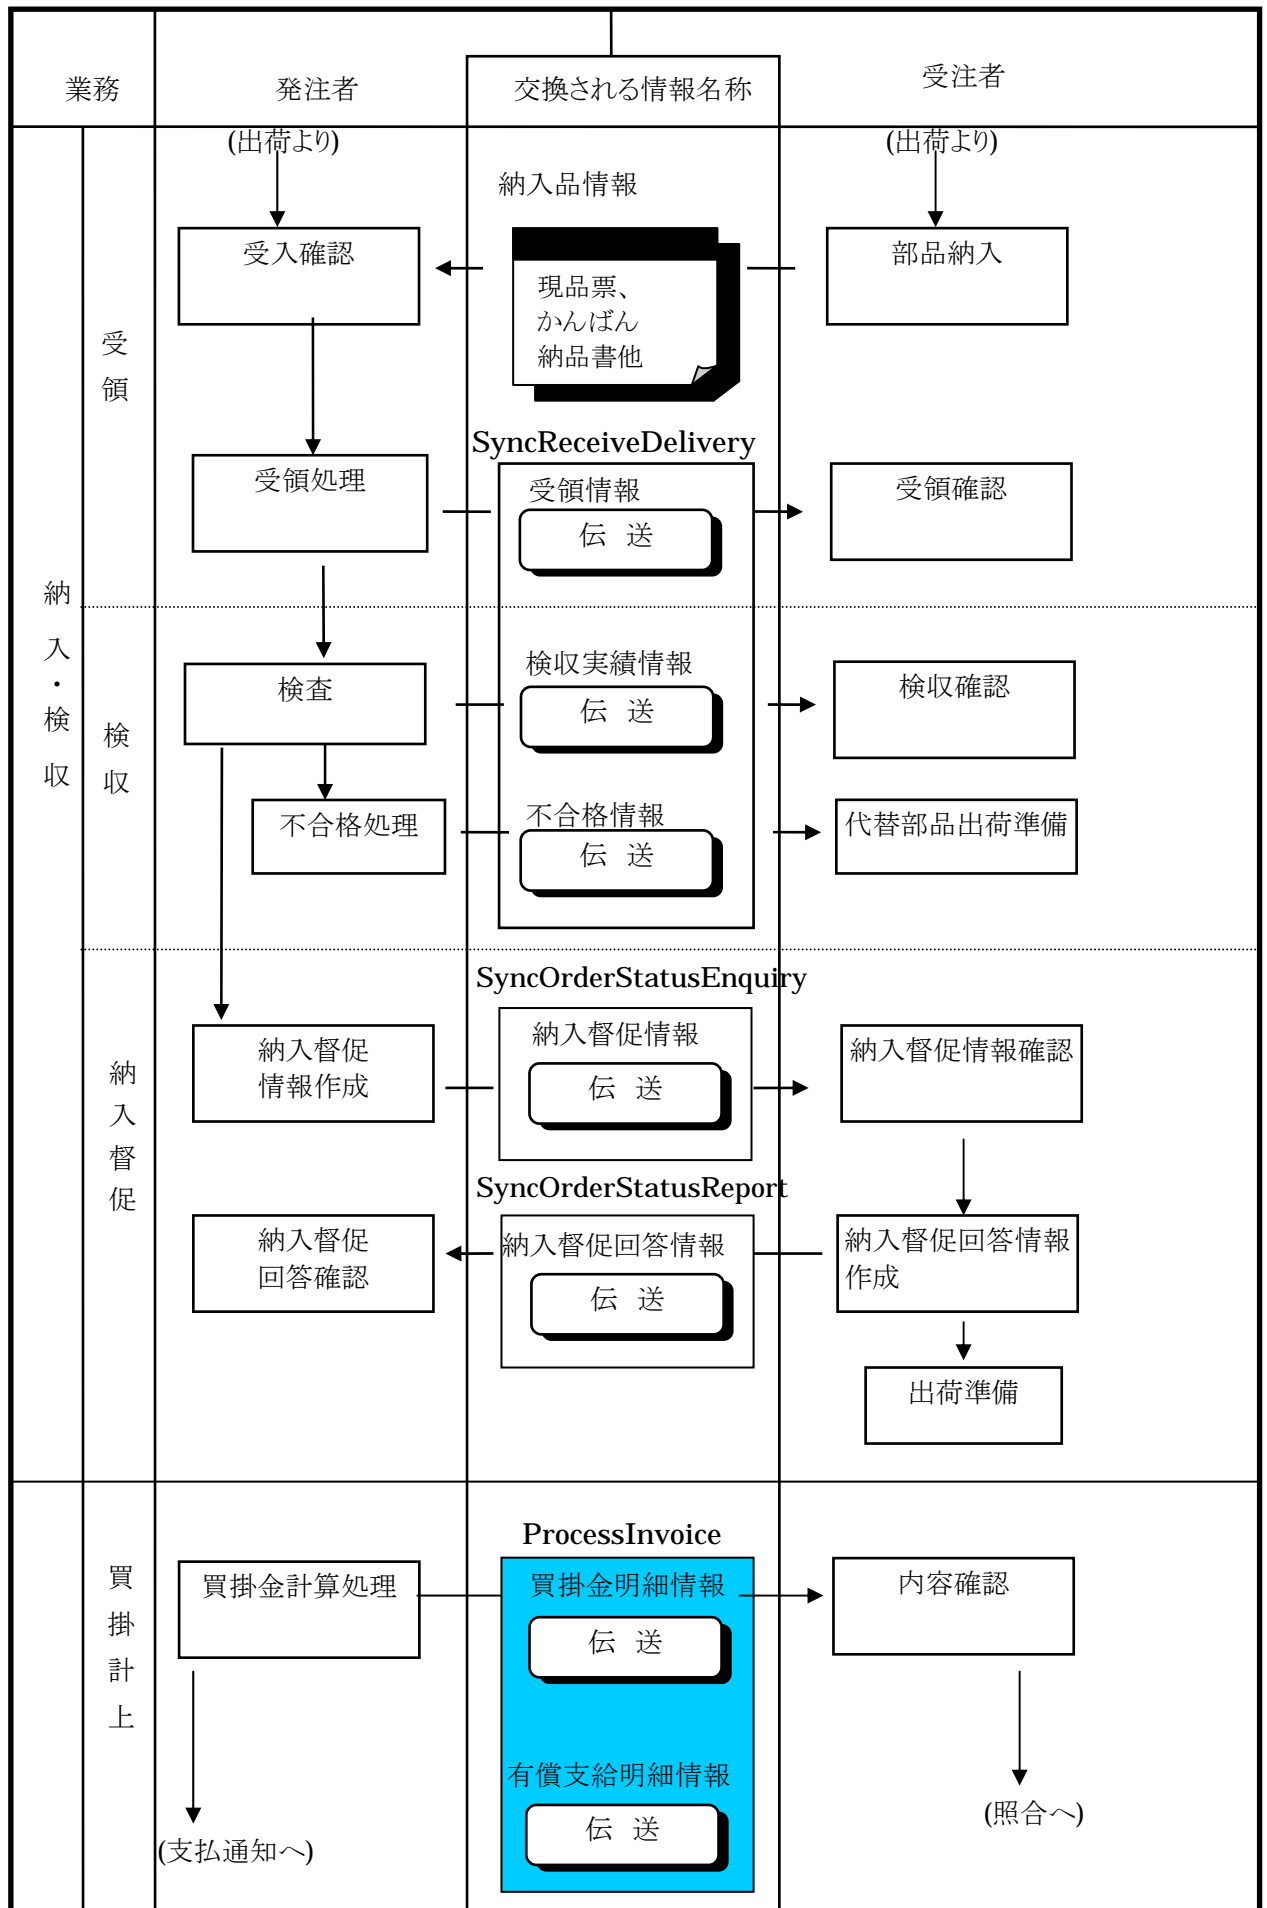 業務
発注者
交換される情報名称
受注者
(出荷より)
(出荷より)
納入品情報
受入確認
部品納入
現品票、
かんばん
納品書他
受領
SyncReceiveDelivery
受領処理
受領情報
伝 送
受領確認
納入・検収
検収
検査
検収実績情報
伝 送
検収確認
不合格処理
不合格情報
伝 送
代替部品出荷準備
SyncOrderStatusEnquiry
納入督促
納入督促
情報作成
納入督促情報
伝 送
納入督促情報確認
SyncOrderStatusReport
納入督促
回答確認
納入督促回答情報
伝 送
納入督促回答情報
作成
出荷準備
ProcessInvoice
買掛計上
買掛金計算処理
買掛金明細情報
伝 送
内容確認
有償支給明細情報
伝 送
(照合へ)
(支払通知へ)